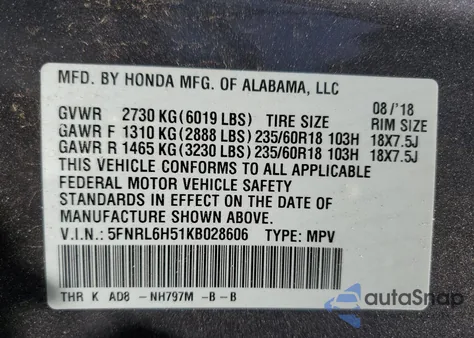 MFD. BY HONDA MFG. OF ALABAMA, LLC
08/'18
GVWR 2730 KG(6019 LBS) TIRE SIZE RIM SIZE
GAWR F 1310 KG(2888 LBS) 235/60R18 103H 18X7.5J
GAWR R 1465 KG(3230 LBS) 235/60R18 103H 18X7.5J
THIS VEHICLE CONFORMS TO ALL APPLICABLE
FEDERAL MOTOR VEHICLE SAFETY
STANDARDS IN EFFECT ON THE DATE OF
MANUFACTURE SHOWN ABOVE.
V.I.N.: 5FNRL6H51KB028606 TYPE: MPV
THR K AD8 -NH797M -B-B
autoSnap